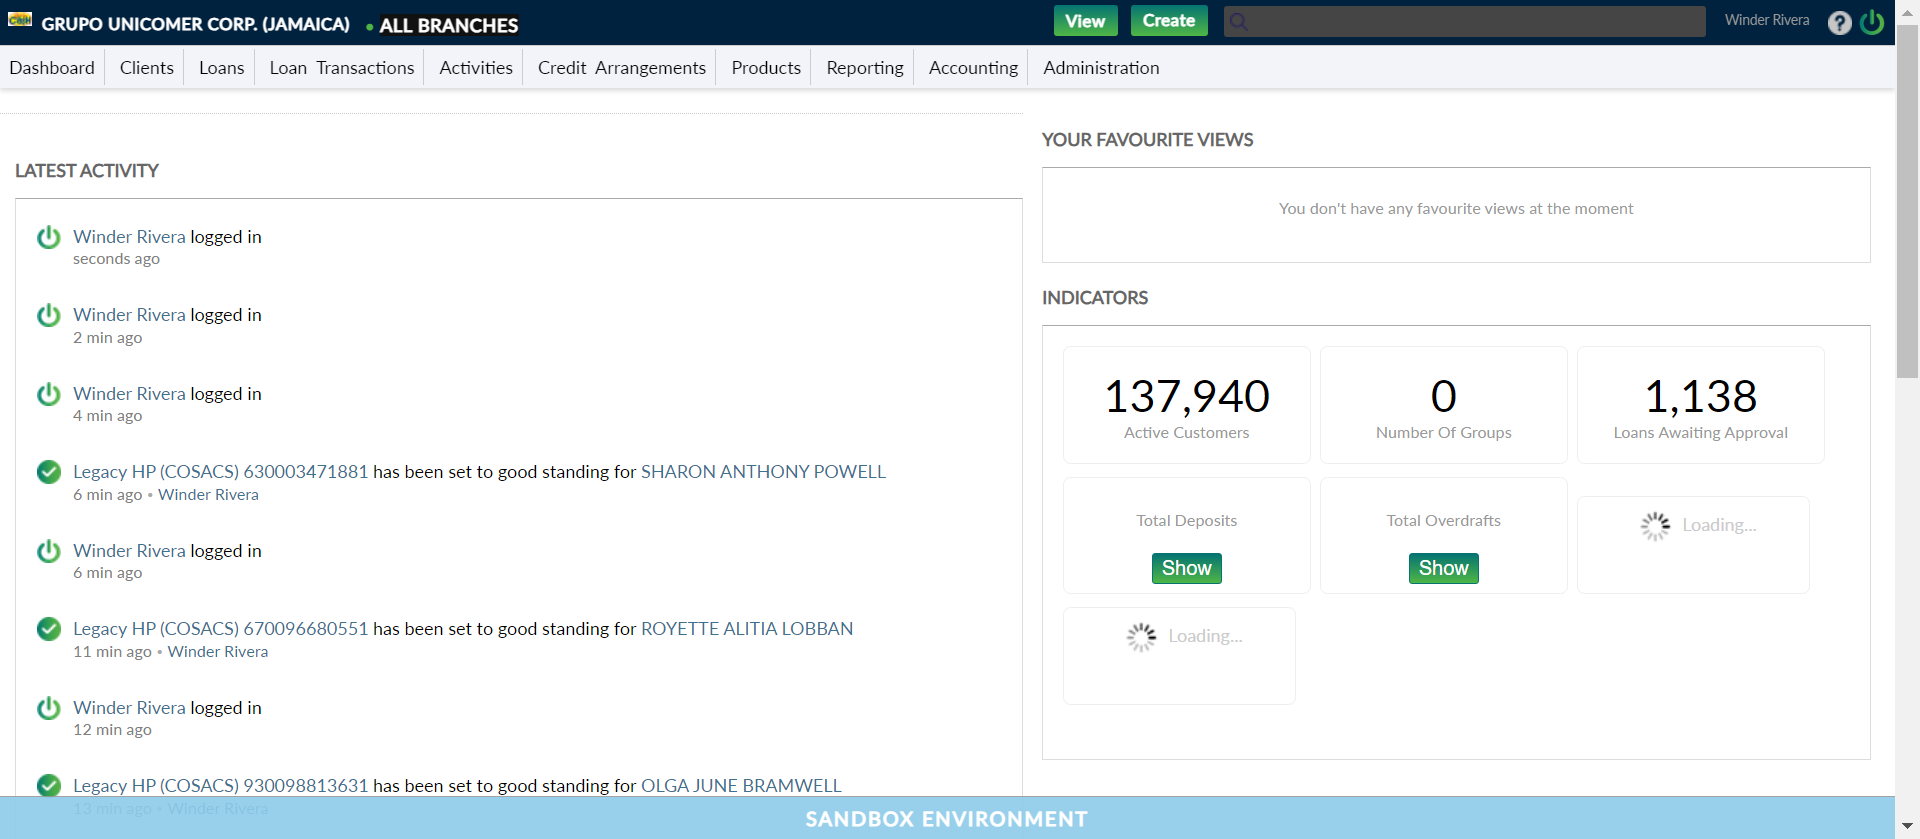 GRUPO UNICOMER CORP. (JAMAICA) • ALL BRANCHES View Create Winder Rivera ?
Dashboard Clients Loans Loan Transactions Activities Credit Arrangements Products Reporting Accounting Administration
LATEST ACTIVITY
Winder Rivera logged in
seconds ago
Winder Rivera logged in
2 min ago
Winder Rivera logged in
4 min ago
Legacy HP (COSACS) 630003471881 has been set to good standing for SHARON ANTHONY POWELL
6 min ago • Winder Rivera
Winder Rivera logged in
6 min ago
Legacy HP (COSACS) 670096680551 has been set to good standing for ROYETTE ALITIA LOBBAN
11 min ago • Winder Rivera
Winder Rivera logged in
12 min ago
Legacy HP (COSACS) 930098813631 has been set to good standing for OLGA JUNE BRAMWELL
13 min ago • Winder Rivera
YOUR FAVOURITE VIEWS
You don't have any favourite views at the moment
INDICATORS
137,940
Active Customers
0
Number Of Groups
1,138
Loans Awaiting Approval
Total Deposits
Show
Total Overdrafts
Show
Loading...
Loading...
SANDBOX ENVIRONMENT